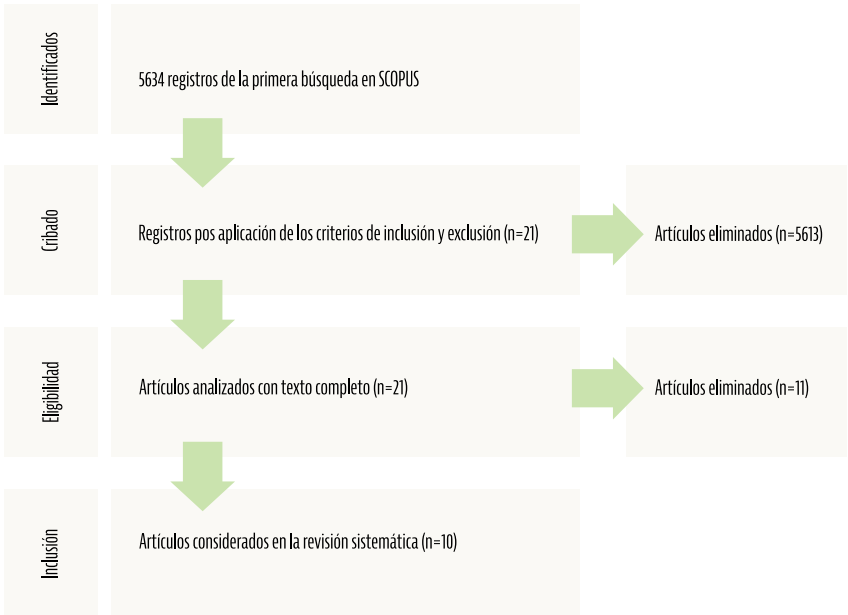 Identificados
5634 registros de la primera búsqueda en SCOPUS
Cribado
Registros pos aplicación de los criterios de inclusión y exclusión (n=21)
Artículos eliminados (n=5613)
Eligibilidad
Artículos analizados con texto completo (n=21)
Artículos eliminados (n=11)
Inclusión
Artículos considerados en la revisión sistemática (n=10)